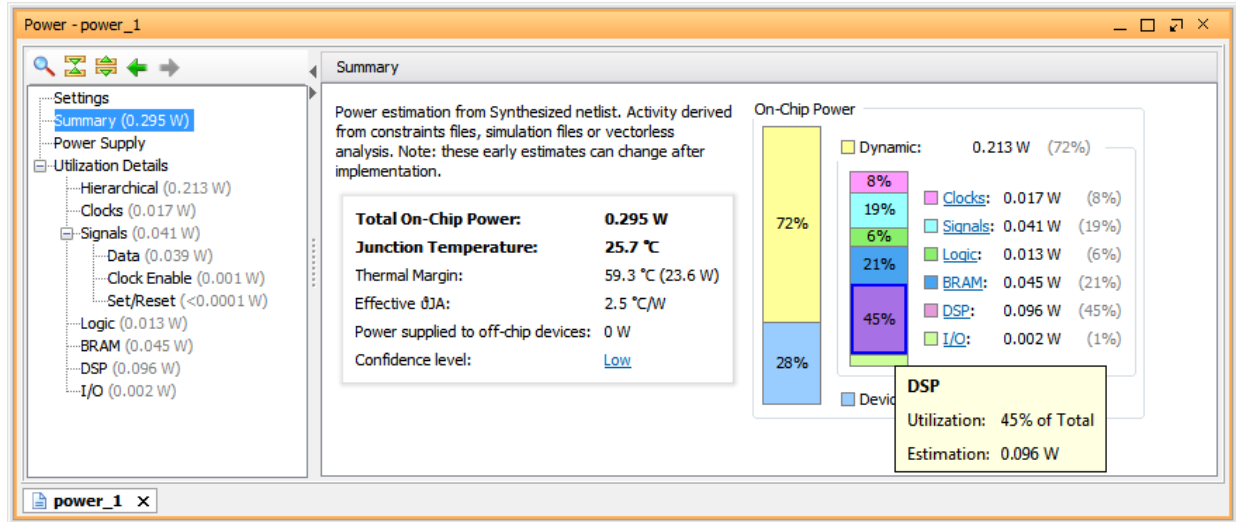 Power - power_1
Summary
Settings
Summary (0.295 W)
Power Supply
Utilization Details
Hierarchical (0.213 W)
Clocks (0.017 W)
Signals (0.041 W)
Data (0.039 W)
Clock Enable (0.001 W)
Set/Reset (<0.0001 W)
Logic (0.013 W)
BRAM (0.045 W)
DSP (0.096 W)
I/O (0.002 W)
Power estimation from Synthesized netlist. Activity derived
from constraints files, simulation files or vectorless
analysis. Note: these early estimates can change after
implementation.
Total On-Chip Power: 0.295 W
Junction Temperature: 25.7 °C
Thermal Margin: 59.3 °C (23.6 W)
Effective ϑJA: 2.5 °C/W
Power supplied to off-chip devices: 0 W
Confidence level: Low
On-Chip Power
72%
28%
Dynamic: 0.213 W (72%)
8%
19%
6%
21%
45%
Clocks: 0.017 W (8%)
Signals: 0.041 W (19%)
Logic: 0.013 W (6%)
BRAM: 0.045 W (21%)
DSP: 0.096 W (45%)
I/O: 0.002 W (1%)
Devic
DSP
Utilization: 45% of Total
Estimation: 0.096 W
power_1